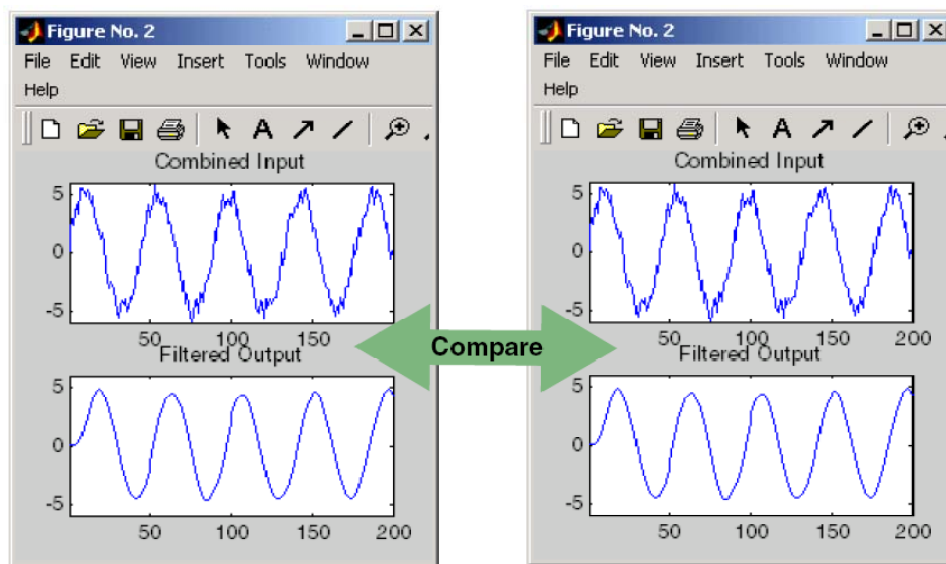 Figure No. 2
File Edit View Insert Tools Window
Help
Combined Input
5
0
-5
50 100 150
Filtered Output
5
0
-5
50 100 150 200
Compare
Figure No. 2
File Edit View Insert Tools Window
Help
Combined Input
5
0
-5
50 100 150 200
Filtered Output
5
0
-5
50 100 150 200